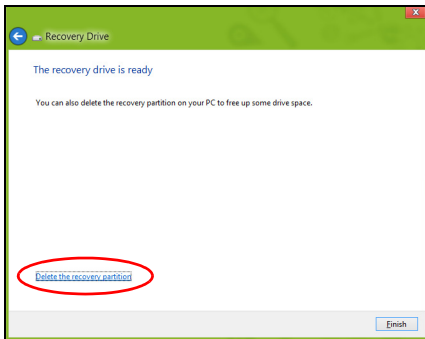 Recovery Drive
The recovery drive is ready
You can also delete the recovery partition on your PC to free up some drive space.
Delete the recovery partition
Finish